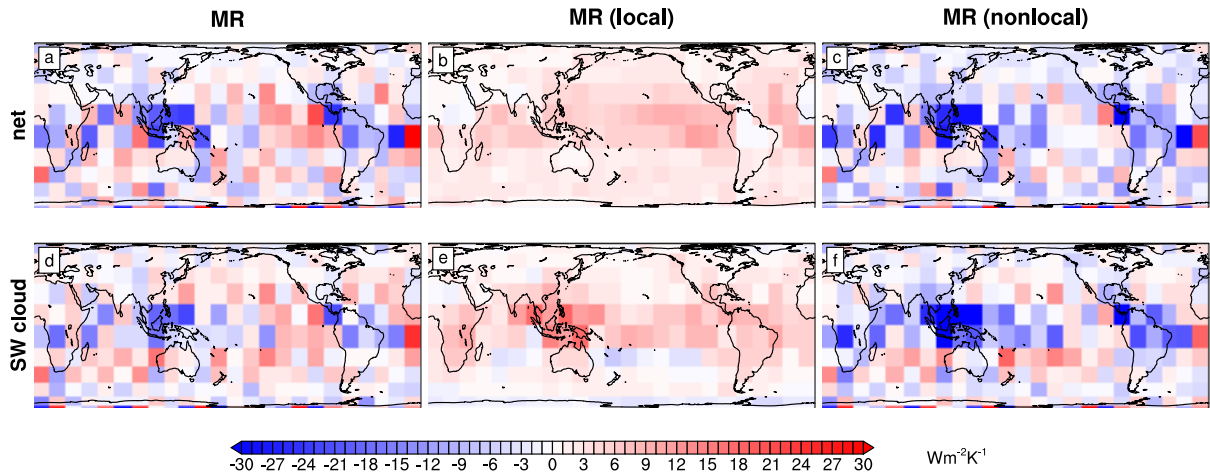 MR MR (local) MR (nonlocal)
net a b c
SW cloud d e f
-30 -27 -24 -21 -18 -15 -12 -9 -6 -3 0 3 6 9 12 15 18 21 24 27 30 Wm⁻²K⁻¹